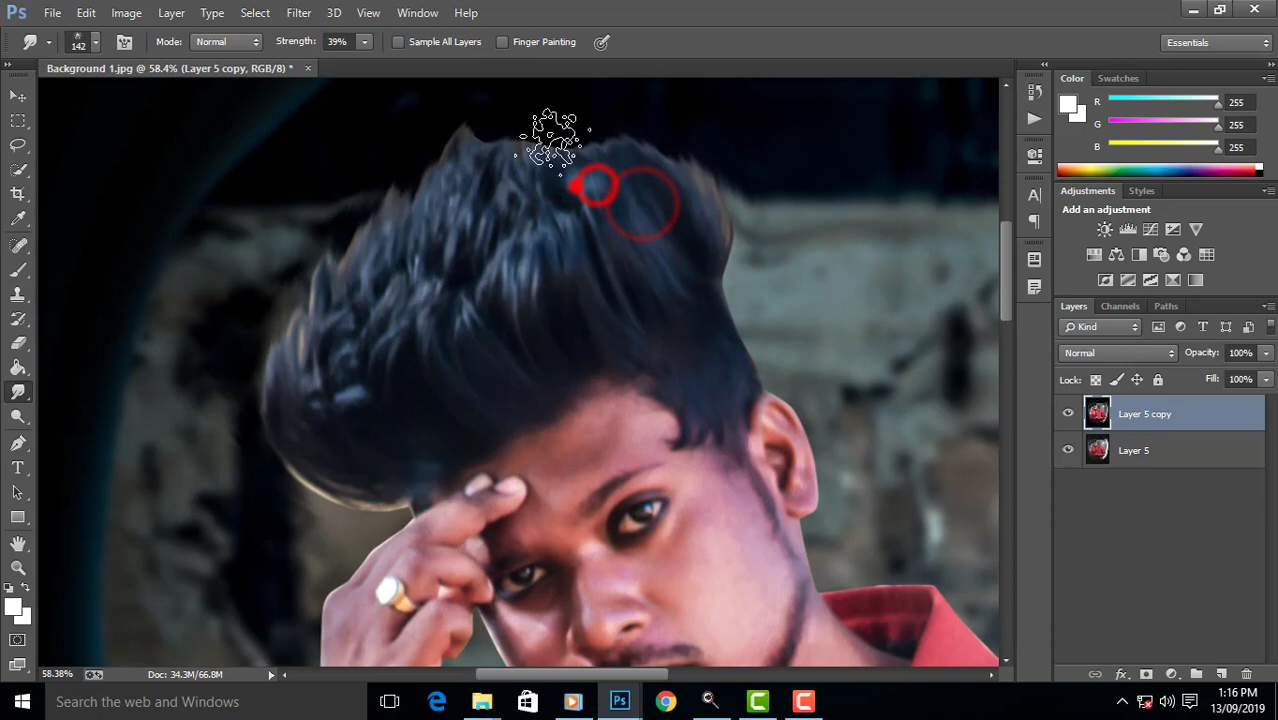 Ps File Edit Image Layer Type Select Filter 3D View Window Help
142 Mode: Normal Strength: 39% Sample All Layers Finger Painting Essentials
Background 1.jpg @ 58.4% (Layer 5 copy, RGB/8) * ×
Color Swatches
R 255
G 255
B 255
Adjustments Styles
Add an adjustment
Layers Channels Paths
Kind
Normal Opacity: 100%
Lock: Fill: 100%
Layer 5 copy
Layer 5
58.38% Doc: 34.3M/66.8M
Search the web and Windows
1:16 PM
13/09/2019